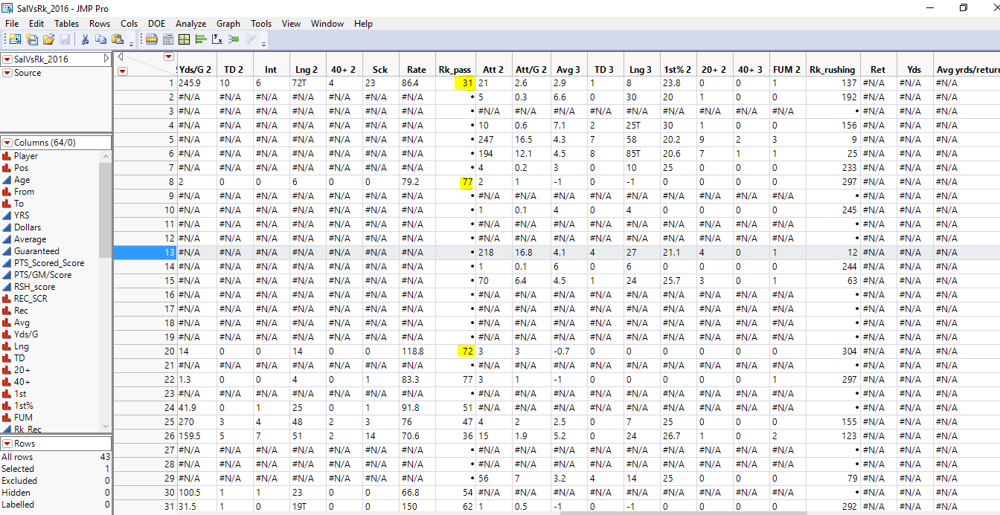 SalVsRk_2016 - JMP Pro
File Edit Tables Rows Cols DOE Analyze Graph Tools View Window Help
SalVsRk_2016
Source
Columns (64/0)
Player
Pos
Age
From
To
YRS
Dollars
Average
Guaranteed
PTS_Scored_Score
PTS/GM/Score
RSH_score
REC_SCR
Rec
Avg
Yds/G
Lng
TD
20+
40+
1st
1st%
FUM
Rk_Rec
Rows
All rows 43
Selected 1
Excluded 0
Hidden 0
Labelled 0
Yds/G 2 TD 2 Int Lng 2 40+ 2 Sck Rate Rk_pass Att 2 Att/G 2 Avg 3 TD 3 Lng 3 1st% 2 20+ 2 40+ 3 FUM 2 Rk_rushing Ret Yds Avg yrds/return
1 245.9 10 6 72T 4 23 86.4 31 21 2.6 2.9 1 8 23.8 0 0 1 137 #N/A #N/A #N/A
2 #N/A #N/A #N/A #N/A #N/A #N/A #N/A • 5 0.3 6.6 0 30 20 1 0 0 192 #N/A #N/A #N/A
3 #N/A #N/A #N/A #N/A #N/A #N/A #N/A • #N/A #N/A #N/A #N/A #N/A #N/A #N/A #N/A #N/A • #N/A #N/A #N/A
4 #N/A #N/A #N/A #N/A #N/A #N/A #N/A • 10 0.6 7.1 2 25T 30 1 0 0 156 #N/A #N/A #N/A
5 #N/A #N/A #N/A #N/A #N/A #N/A #N/A • 247 16.5 4.3 7 58 20.2 9 2 3 9 #N/A #N/A #N/A
6 #N/A #N/A #N/A #N/A #N/A #N/A #N/A • 194 12.1 4.5 8 85T 20.6 7 1 1 25 #N/A #N/A #N/A
7 #N/A #N/A #N/A #N/A #N/A #N/A #N/A • 4 0.2 3 0 10 25 0 0 0 233 #N/A #N/A #N/A
8 2 0 0 6 0 0 79.2 77 2 1 -1 0 -1 0 0 0 0 297 #N/A #N/A #N/A
9 #N/A #N/A #N/A #N/A #N/A #N/A #N/A • #N/A #N/A #N/A #N/A #N/A #N/A #N/A #N/A #N/A • #N/A #N/A #N/A
10 #N/A #N/A #N/A #N/A #N/A #N/A #N/A • 1 0.1 4 0 4 0 0 0 0 245 #N/A #N/A #N/A
11 #N/A #N/A #N/A #N/A #N/A #N/A #N/A • #N/A #N/A #N/A #N/A #N/A #N/A #N/A #N/A #N/A • #N/A #N/A #N/A
12 #N/A #N/A #N/A #N/A #N/A #N/A #N/A • #N/A #N/A #N/A #N/A #N/A #N/A #N/A #N/A #N/A • #N/A #N/A #N/A
13 #N/A #N/A #N/A #N/A #N/A #N/A #N/A • 218 16.8 4.1 4 27 21.1 4 0 1 12 #N/A #N/A #N/A
14 #N/A #N/A #N/A #N/A #N/A #N/A #N/A • 1 0.1 6 0 6 0 0 0 0 244 #N/A #N/A #N/A
15 #N/A #N/A #N/A #N/A #N/A #N/A #N/A • 70 6.4 4.5 1 24 25.7 3 0 1 63 #N/A #N/A #N/A
16 #N/A #N/A #N/A #N/A #N/A #N/A #N/A • #N/A #N/A #N/A #N/A #N/A #N/A #N/A #N/A #N/A • #N/A #N/A #N/A
17 #N/A #N/A #N/A #N/A #N/A #N/A #N/A • #N/A #N/A #N/A #N/A #N/A #N/A #N/A #N/A #N/A • #N/A #N/A #N/A
18 #N/A #N/A #N/A #N/A #N/A #N/A #N/A • #N/A #N/A #N/A #N/A #N/A #N/A #N/A #N/A #N/A • #N/A #N/A #N/A
19 #N/A #N/A #N/A #N/A #N/A #N/A #N/A • #N/A #N/A #N/A #N/A #N/A #N/A #N/A #N/A #N/A • #N/A #N/A #N/A
20 14 0 0 14 0 0 118.8 72 3 3 -0.7 0 0 0 0 0 0 304 #N/A #N/A #N/A
21 #N/A #N/A #N/A #N/A #N/A #N/A #N/A • #N/A #N/A #N/A #N/A #N/A #N/A #N/A #N/A #N/A • #N/A #N/A #N/A
22 1.3 0 0 4 0 1 83.3 77 3 1 -1 0 0 0 0 0 1 297 #N/A #N/A #N/A
23 #N/A #N/A #N/A #N/A #N/A #N/A #N/A • #N/A #N/A #N/A #N/A #N/A #N/A #N/A #N/A #N/A • #N/A #N/A #N/A
24 41.9 0 1 25 0 1 91.8 51 #N/A #N/A #N/A #N/A #N/A #N/A #N/A #N/A #N/A • #N/A #N/A #N/A
25 270 3 4 48 2 3 76 47 4 2 2.5 0 7 25 0 0 0 155 #N/A #N/A #N/A
26 159.5 5 7 51 2 14 70.6 36 15 1.9 5.2 0 24 26.7 1 0 2 123 #N/A #N/A #N/A
27 #N/A #N/A #N/A #N/A #N/A #N/A #N/A • #N/A #N/A #N/A #N/A #N/A #N/A #N/A #N/A #N/A • #N/A #N/A #N/A
28 #N/A #N/A #N/A #N/A #N/A #N/A #N/A • #N/A #N/A #N/A #N/A #N/A #N/A #N/A #N/A #N/A • #N/A #N/A #N/A
29 #N/A #N/A #N/A #N/A #N/A #N/A #N/A • 56 7 3.2 4 14 25 0 0 0 79 #N/A #N/A #N/A
30 100.5 1 1 23 0 0 66.8 54 #N/A #N/A #N/A #N/A #N/A #N/A #N/A #N/A #N/A • #N/A #N/A #N/A
31 31.5 1 0 19T 0 0 150 62 1 0.5 -1 0 -1 0 0 0 0 292 #N/A #N/A #N/A